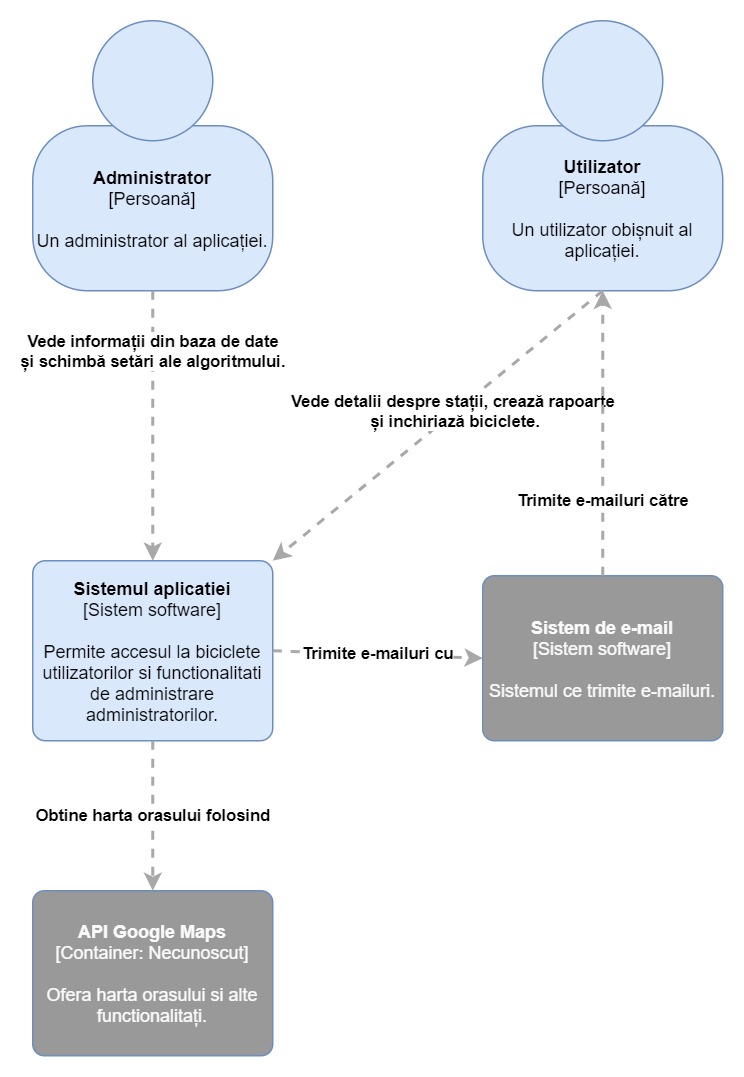 Administrator
[Persoană]
Un administrator al aplicației.
Utilizator
[Persoană]
Un utilizator obișnuit al
aplicației.
Vede informații din baza de date
și schimbă setări ale algoritmului.
Vede detalii despre stații, crează rapoarte
și inchiriază biciclete.
Trimite e-mailuri către
Sistemul aplicatiei
[Sistem software]
Permite accesul la biciclete
utilizatorilor si functionalitati
de administrare
administratorilor.
Trimite e-mailuri cu
Sistem de e-mail
[Sistem software]
Sistemul ce trimite e-mailuri.
Obtine harta orasului folosind
API Google Maps
[Container: Necunoscut]
Ofera harta orasului si alte
functionalitați.